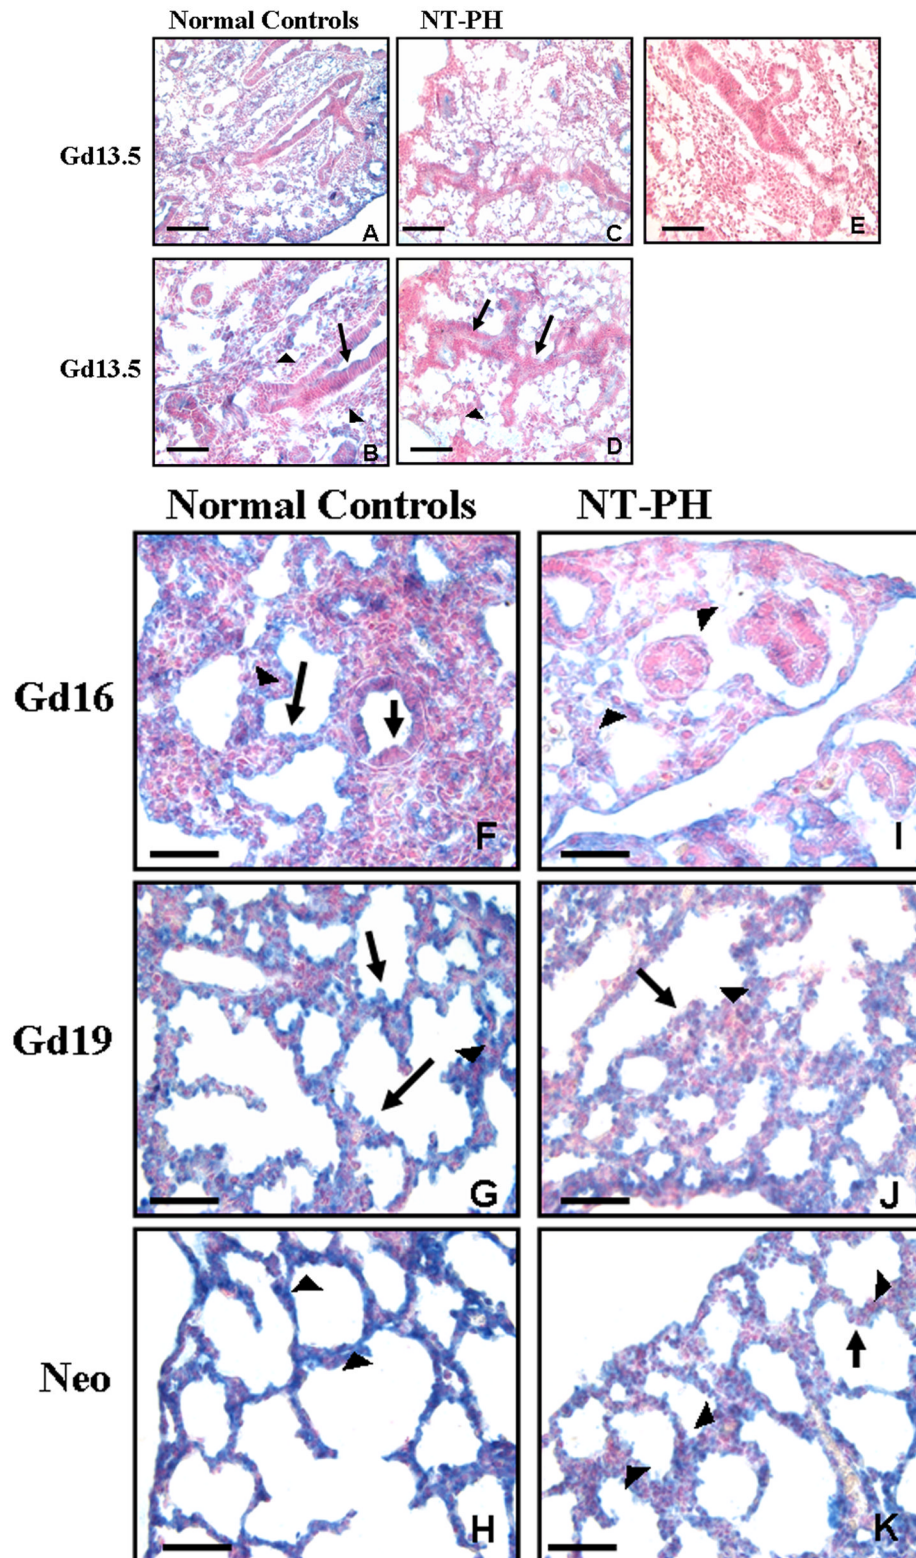 Normal Controls NT-PH
Gd13.5 A C E
Gd13.5 B D
Normal Controls NT-PH
Gd16 F I
Gd19 G J
Neo H K